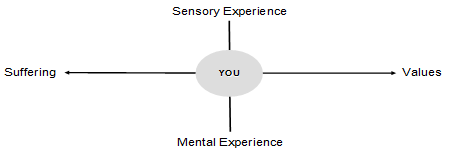 Sensory Experience
Suffering
YOU
Values
Mental Experience